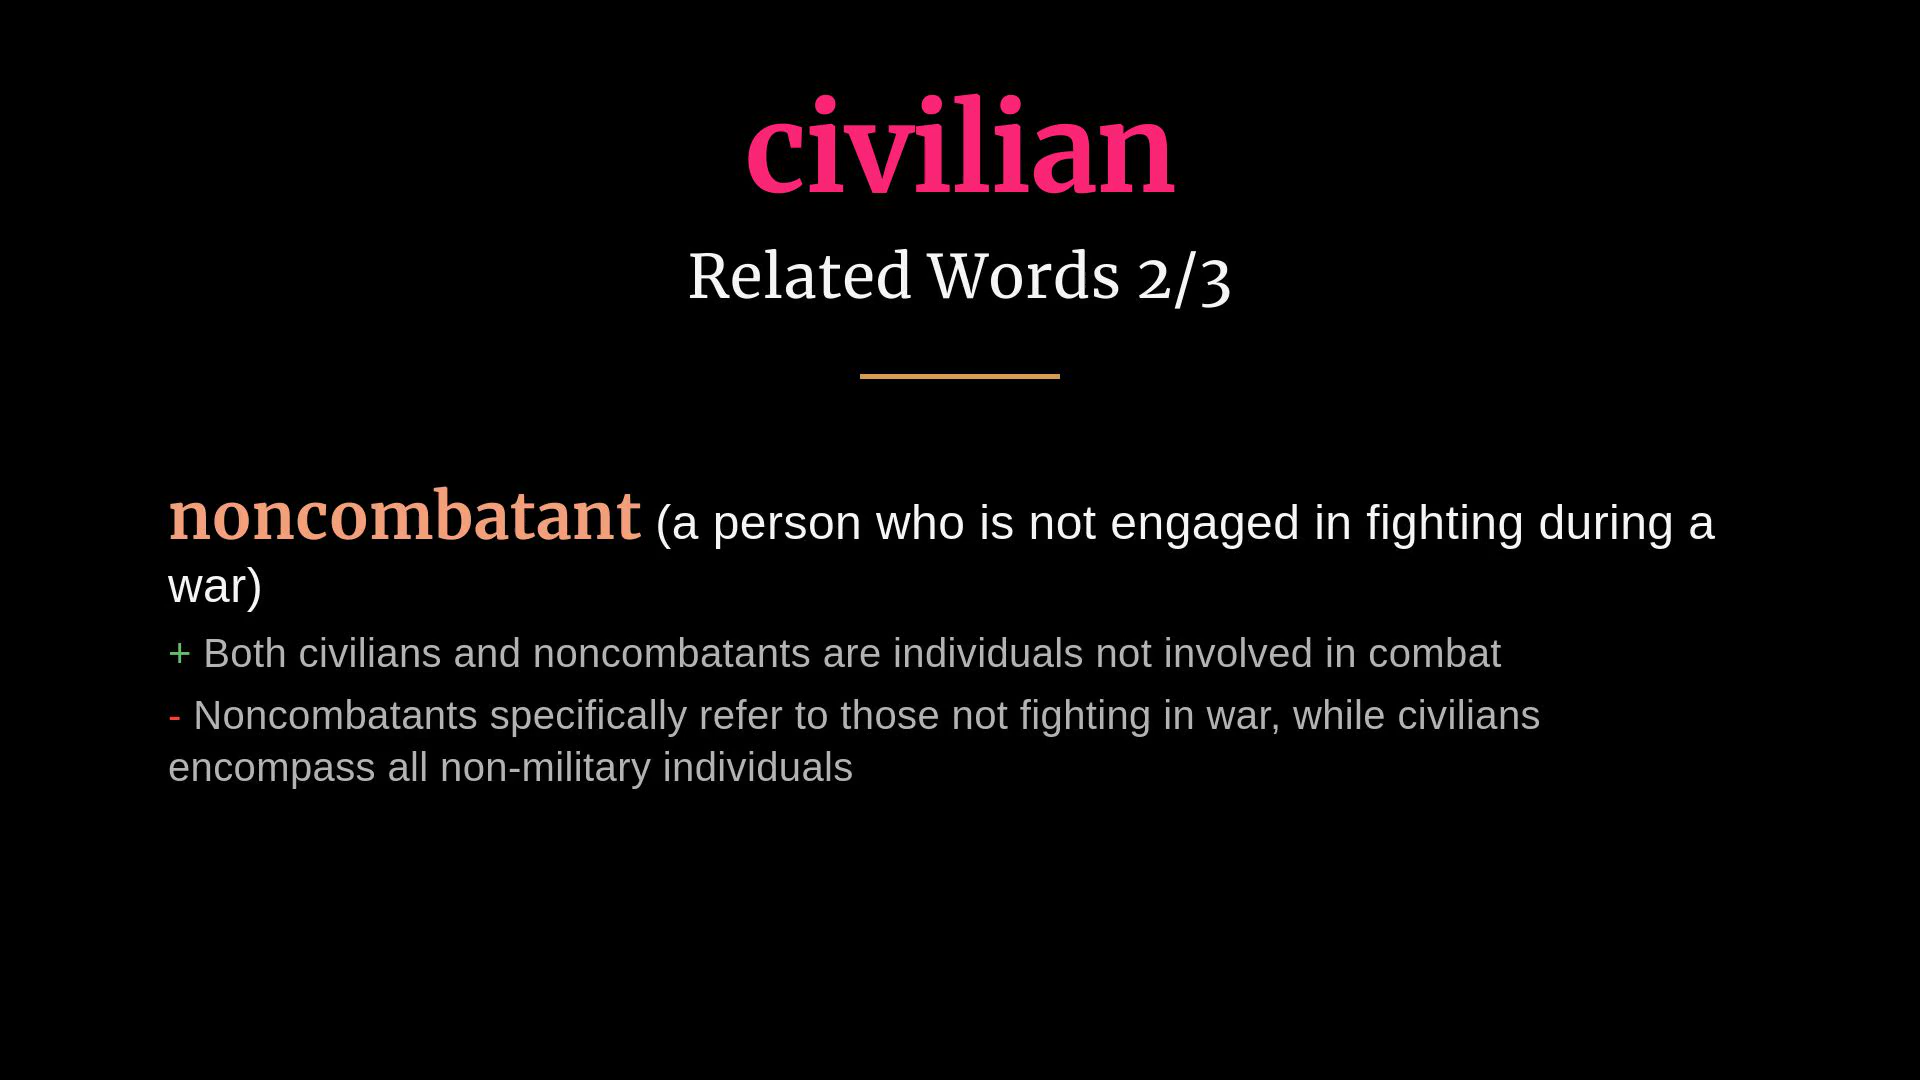 civilian
Related Words 2/3
noncombatant (a person who is not engaged in fighting during a
war)
+ Both civilians and noncombatants are individuals not involved in combat
- Noncombatants specifically refer to those not fighting in war, while civilians
encompass all non-military individuals